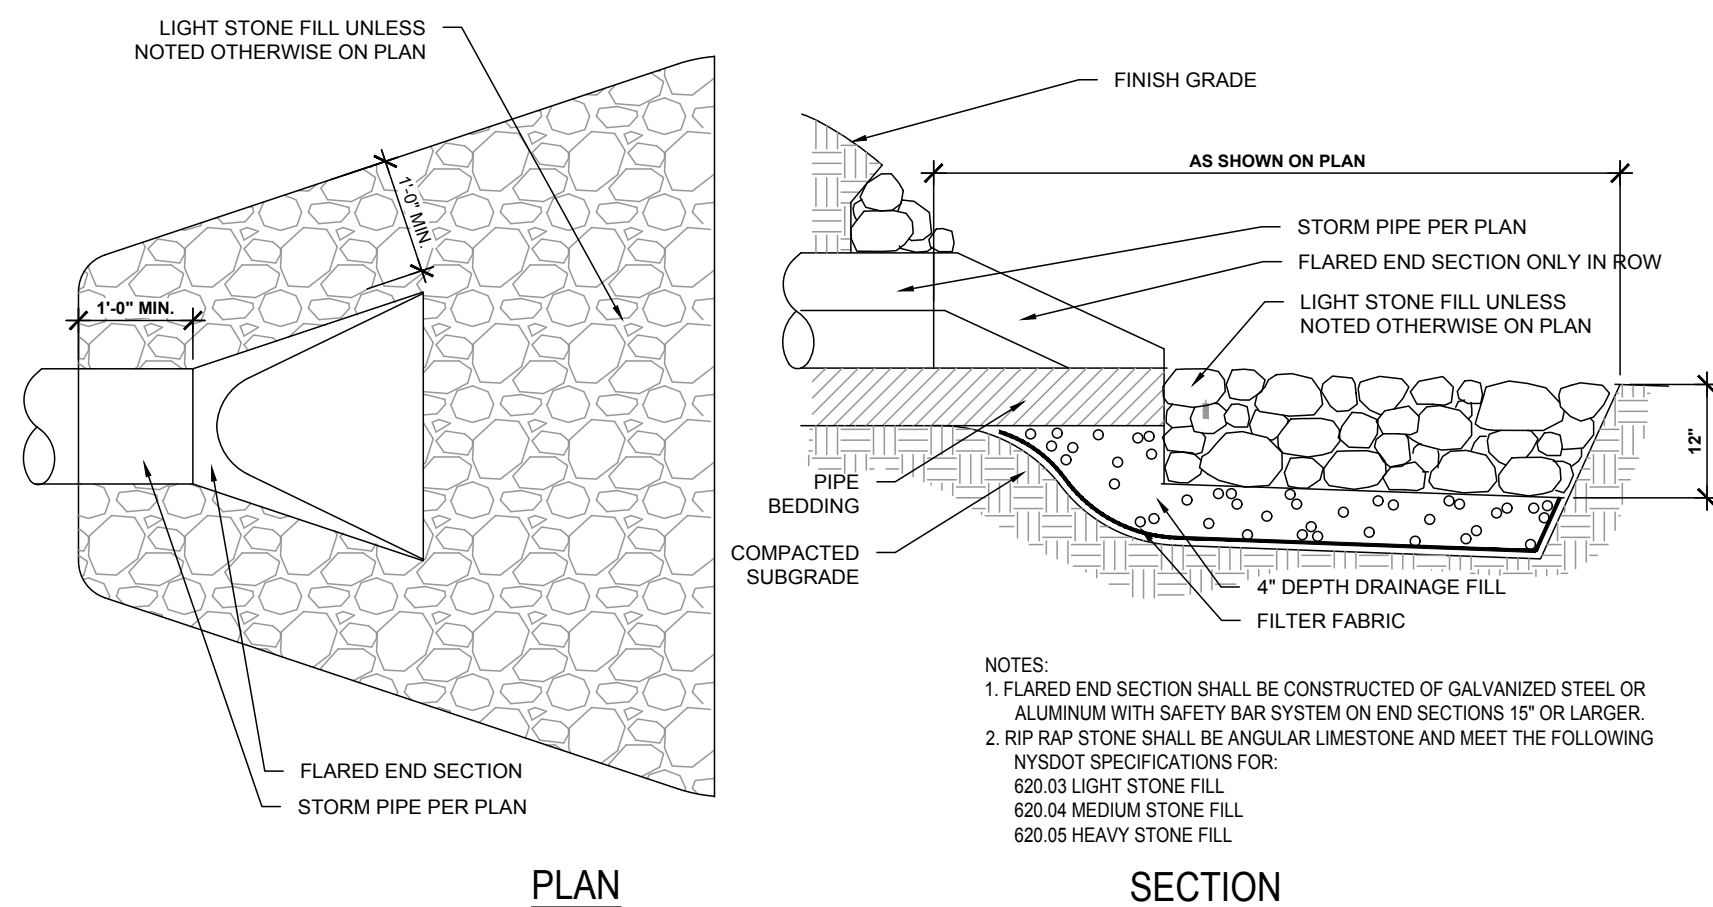 LIGHT STONE FILL UNLESS
NOTED OTHERWISE ON PLAN
1'-0" MIN.
1'-0" MIN.
FLARED END SECTION
STORM PIPE PER PLAN
PLAN
FINISH GRADE
AS SHOWN ON PLAN
STORM PIPE PER PLAN
FLARED END SECTION ONLY IN ROW
LIGHT STONE FILL UNLESS
NOTED OTHERWISE ON PLAN
12"
PIPE
BEDDING
COMPACTED
SUBGRADE
4" DEPTH DRAINAGE FILL
FILTER FABRIC
NOTES:
1. FLARED END SECTION SHALL BE CONSTRUCTED OF GALVANIZED STEEL OR
ALUMINUM WITH SAFETY BAR SYSTEM ON END SECTIONS 15" OR LARGER.
2. RIP RAP STONE SHALL BE ANGULAR LIMESTONE AND MEET THE FOLLOWING
NYSDOT SPECIFICATIONS FOR:
620.03 LIGHT STONE FILL
620.04 MEDIUM STONE FILL
620.05 HEAVY STONE FILL
SECTION